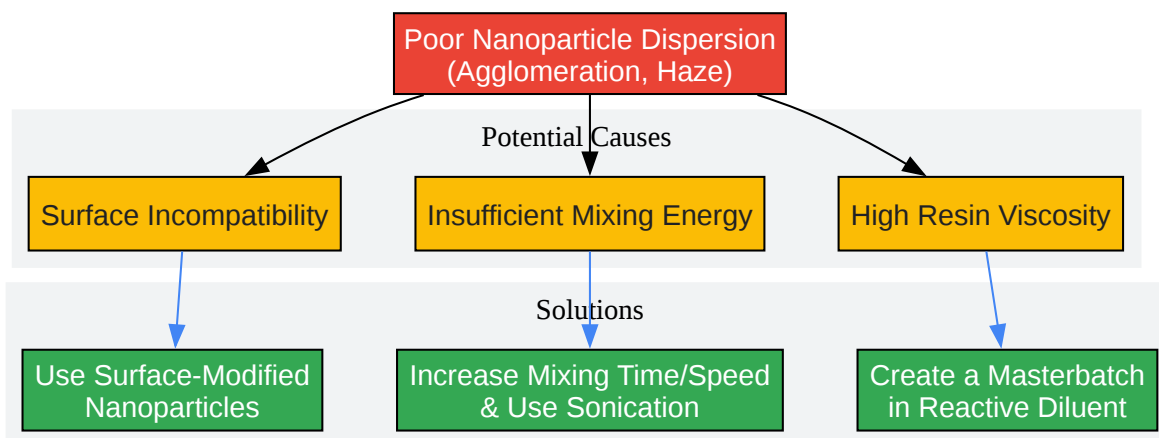 Poor Nanoparticle Dispersion
(Agglomeration, Haze)
Potential Causes
Surface Incompatibility
Insufficient Mixing Energy
High Resin Viscosity
Solutions
Use Surface-Modified
Nanoparticles
Increase Mixing Time/Speed
& Use Sonication
Create a Masterbatch
in Reactive Diluent